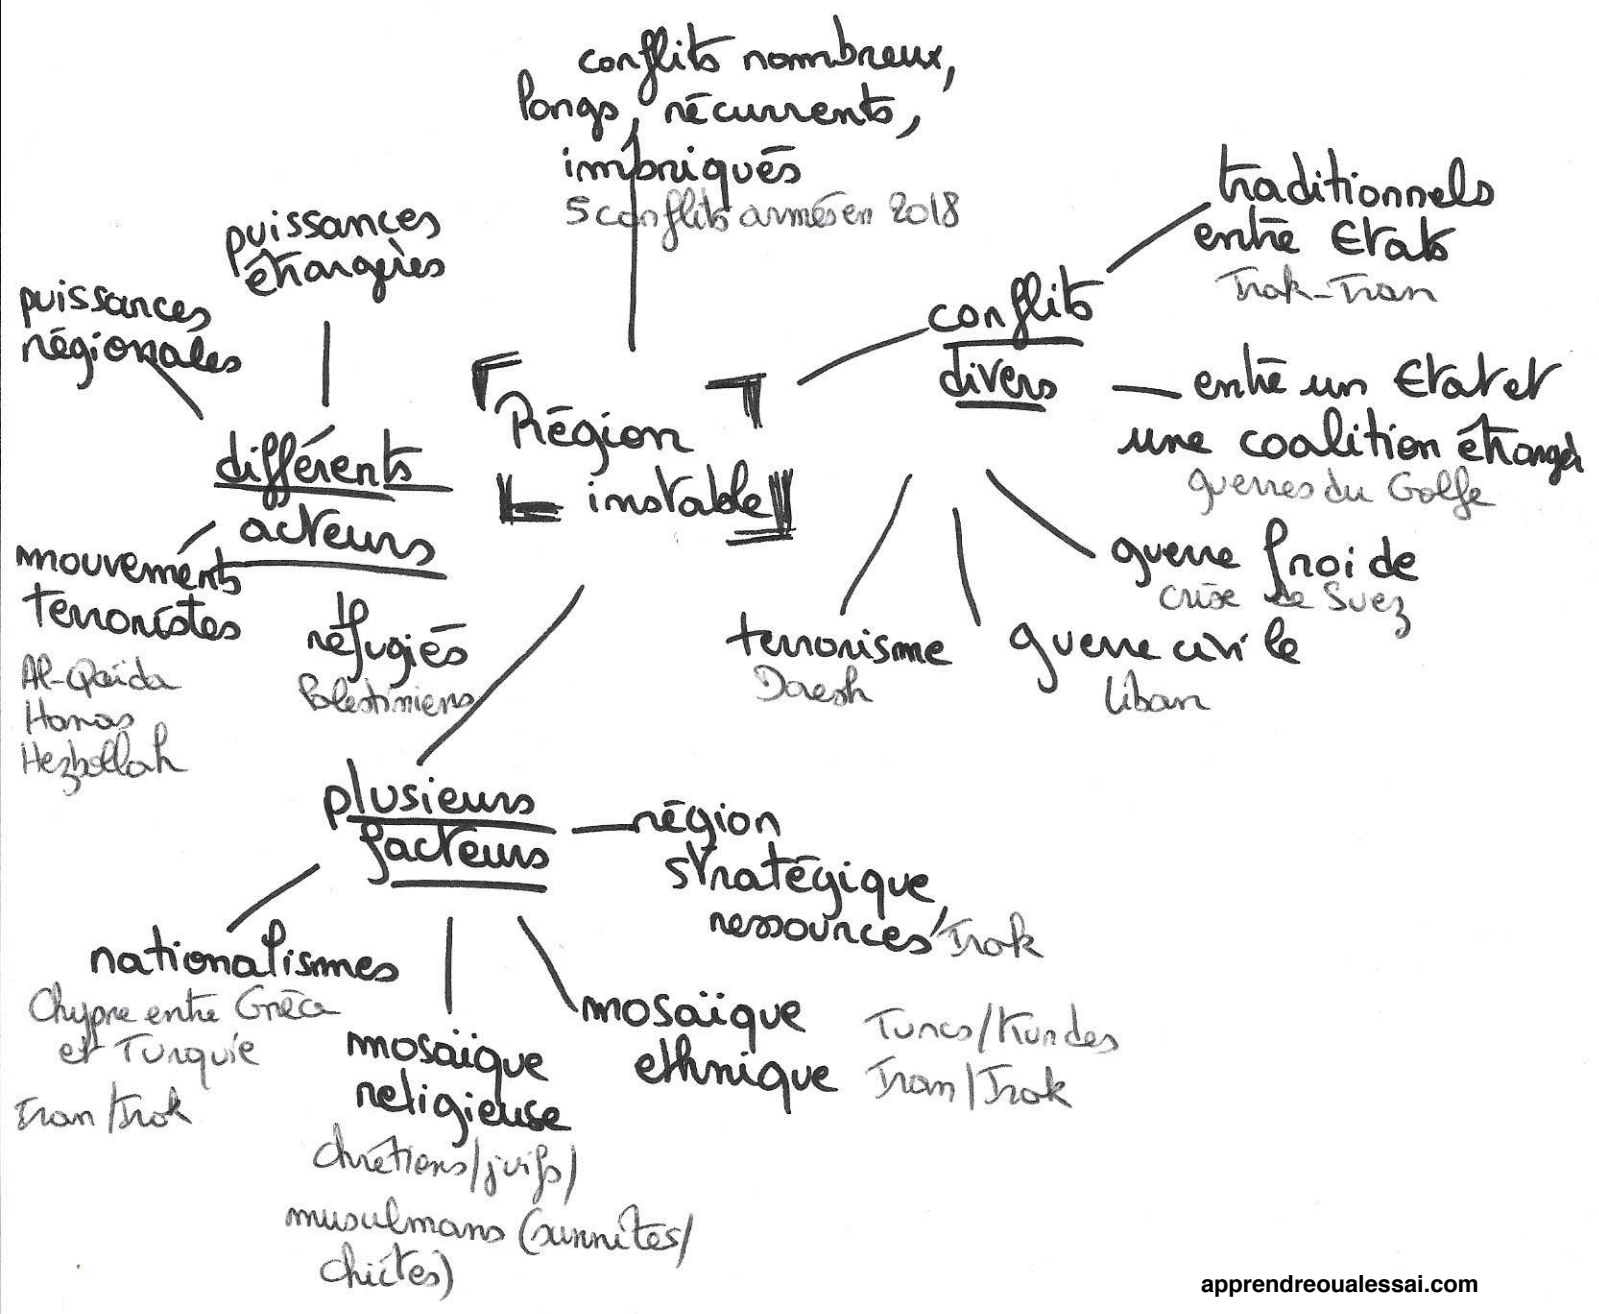 conflits nombreux,
longs, récurrents,
imbriqués
5 conflits armés en 2018
puissances
étrangères
puissances
régionales
différents
acteurs
mouvements
terroristes
Al-Qaïda
Hamas
Hezbollah
réfugiés
Palestiniens
Région
instable
conflits
divers
traditionnels
entre Etats
Irak-Iran
entre un Etat et
une coalition étrangèr
guerres du Golfe
guerre froide
crise de Suez
guerre civile
Liban
terrorisme
Daesh
plusieurs
facteurs
région
stratégique,
ressources Irak
nationalismes
Chypre entre Grèce
et Turquie
Iran/Irak
mosaïque
religieuse
chrétiens/juifs/
musulmans (sunnites/
chiites)
mosaïque
ethnique
Turcs/Kurdes
Iran/Irak
apprendreoualessai.com